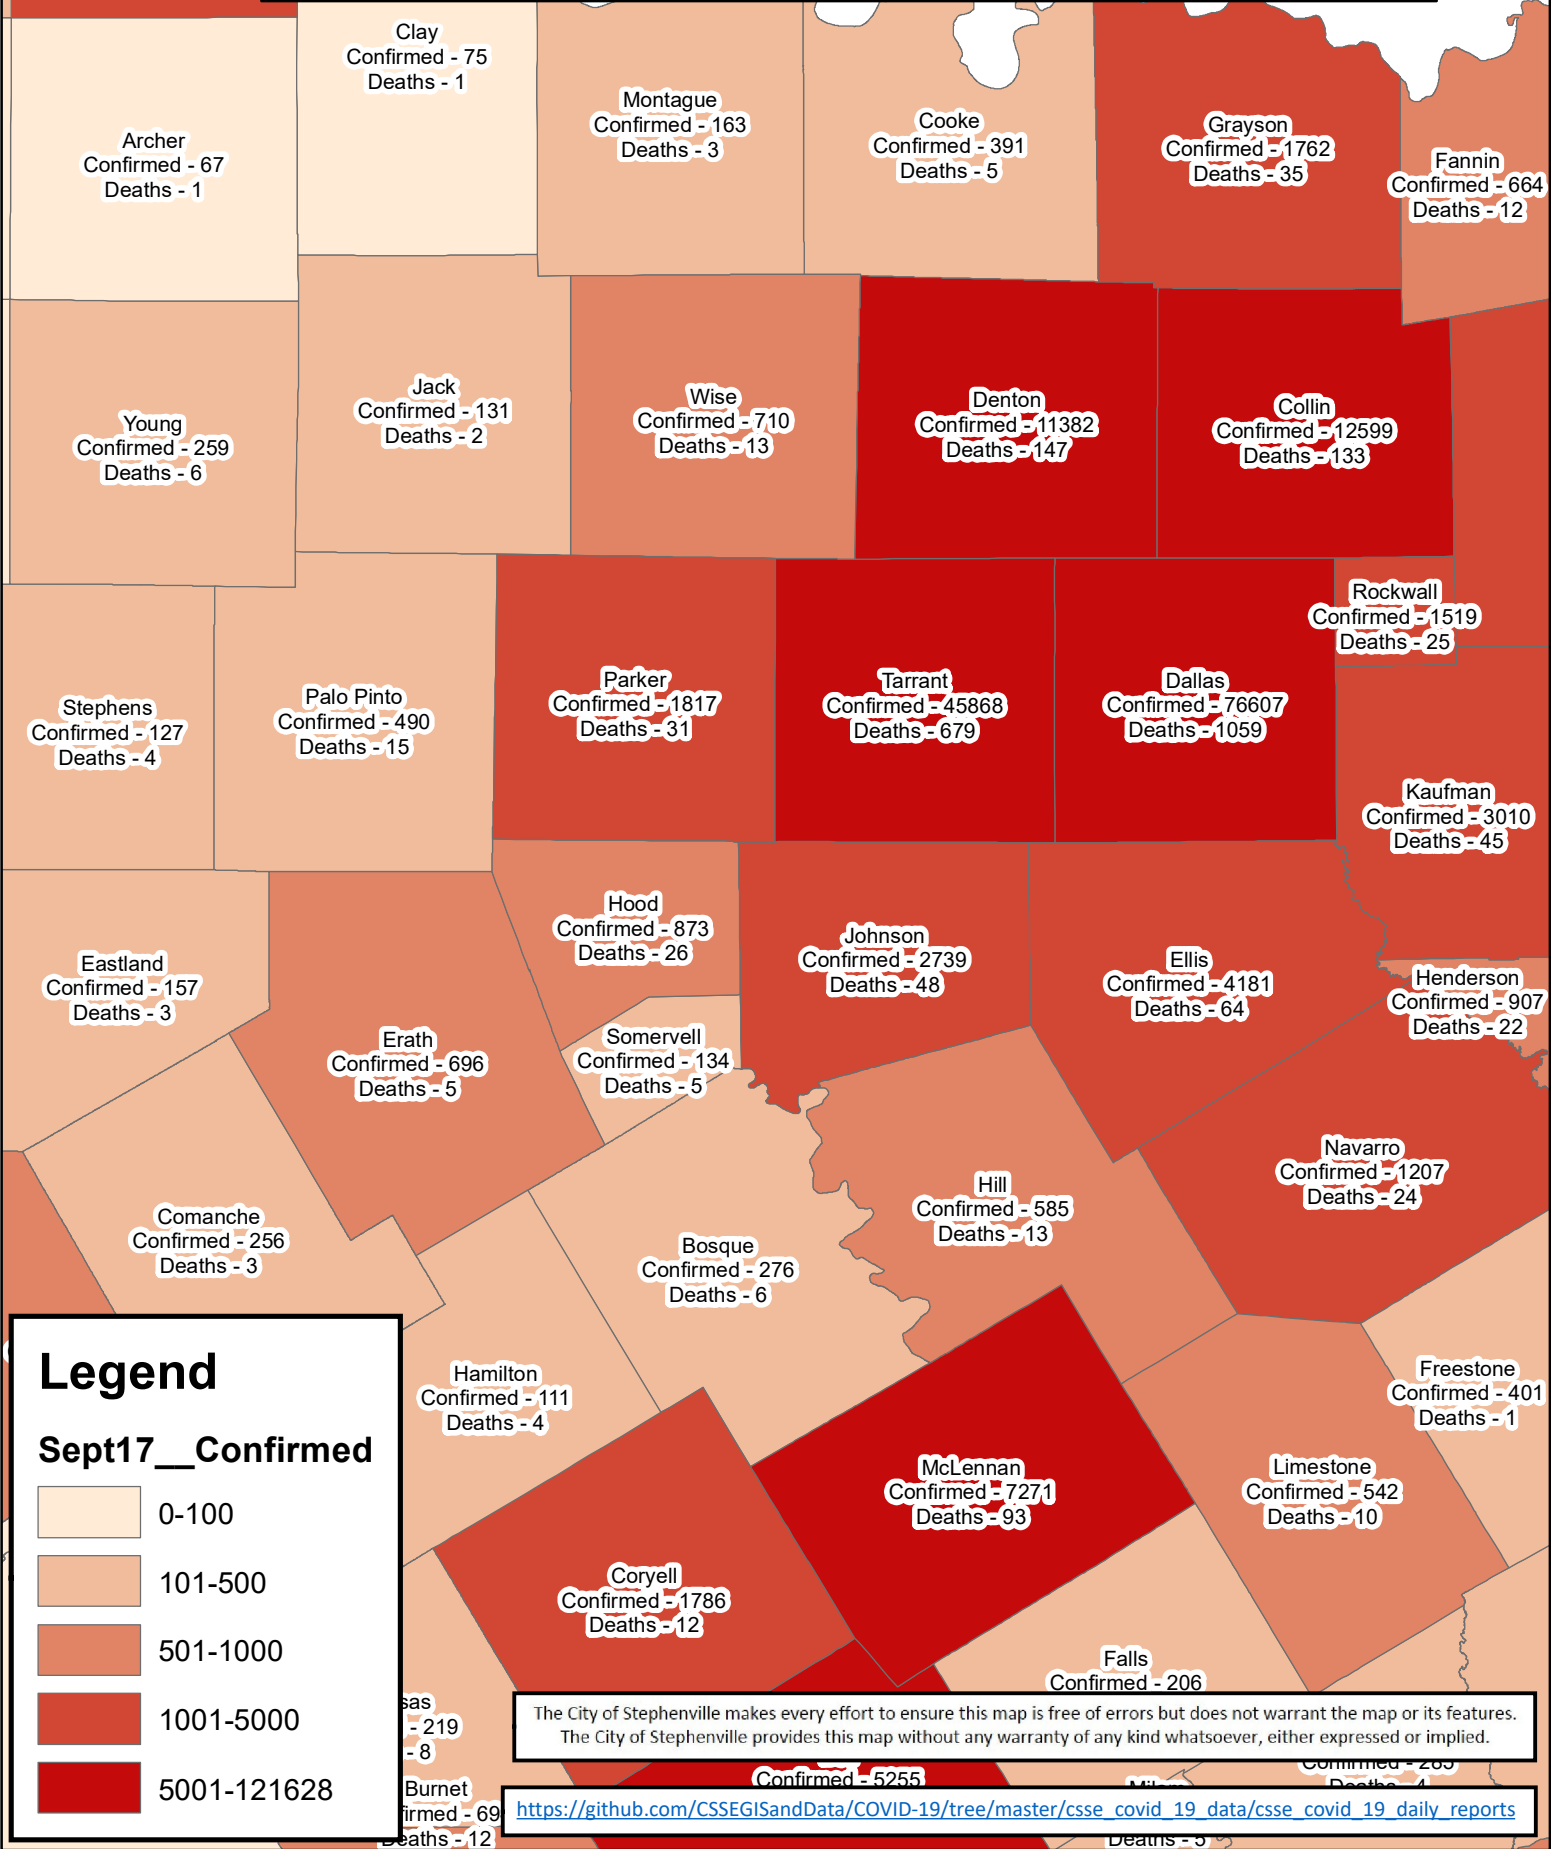 Clay
Confirmed - 75
Deaths - 1
Montague
Confirmed - 163
Deaths - 3
Cooke
Confirmed - 391
Deaths - 5
Grayson
Confirmed - 1762
Deaths - 35
Fannin
Confirmed - 664
Deaths - 12
Archer
Confirmed - 67
Deaths - 1
Young
Confirmed - 259
Deaths - 6
Jack
Confirmed - 131
Deaths - 2
Wise
Confirmed - 710
Deaths - 13
Denton
Confirmed - 11382
Deaths - 147
Collin
Confirmed - 12599
Deaths - 133
Rockwall
Confirmed - 1519
Deaths - 25
Stephens
Confirmed - 127
Deaths - 4
Palo Pinto
Confirmed - 490
Deaths - 15
Parker
Confirmed - 1817
Deaths - 31
Tarrant
Confirmed - 45868
Deaths - 679
Dallas
Confirmed - 76607
Deaths - 1059
Kaufman
Confirmed - 3010
Deaths - 45
Eastland
Confirmed - 157
Deaths - 3
Erath
Confirmed - 696
Deaths - 5
Hood
Confirmed - 873
Deaths - 26
Somervell
Confirmed - 134
Deaths - 5
Johnson
Confirmed - 2739
Deaths - 48
Ellis
Confirmed - 4181
Deaths - 64
Henderson
Confirmed - 907
Deaths - 22
Navarro
Confirmed - 1207
Deaths - 24
Comanche
Confirmed - 256
Deaths - 3
Bosque
Confirmed - 276
Deaths - 6
Hill
Confirmed - 585
Deaths - 13
Hamilton
Confirmed - 111
Deaths - 4
Freestone
Confirmed - 401
Deaths - 1
McLennan
Confirmed - 7271
Deaths - 93
Limestone
Confirmed - 542
Deaths - 10
Coryell
Confirmed - 1786
Deaths - 12
Falls
Confirmed - 206
Legend
Sept17__Confirmed
0-100
101-500
501-1000
1001-5000
5001-121628
sas
- 219
- 8
Burnet
firmed - 69
Deaths - 12
The City of Stephenville makes every effort to ensure this map is free of errors but does not warrant the map or its features.
The City of Stephenville provides this map without any warranty of any kind whatsoever, either expressed or implied.
Confirmed - 5255
Confirmed - 285
Deaths - 4
Milam
https://github.com/CSSEGISandData/COVID-19/tree/master/csse_covid_19_data/csse_covid_19_daily_reports
Deaths - 5